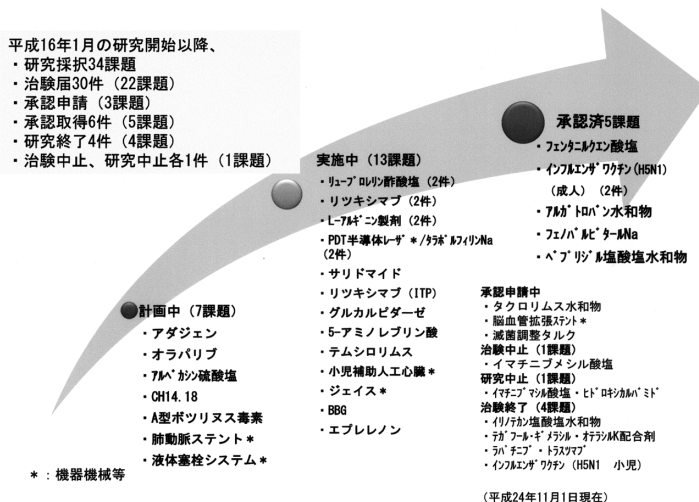 平成16年1月の研究開始以降、
・研究採択34課題
・治験届30件（22課題）
・承認申請（3課題）
・承認取得6件（5課題）
・研究終了4件（4課題）
・治験中止、研究中止各1件（1課題）
計画中（7課題）
・アダジェン
・オラパリブ
・ｱﾙﾍﾞｶｼﾝ硫酸塩
・CH14.18
・A型ボツリヌス毒素
・肺動脈ステント＊
・液体塞栓システム＊
＊：機器機械等
実施中（13課題）
・ﾘｭｰﾌﾟﾛﾚﾘﾝ酢酸塩（2件）
・リツキシマブ（2件）
・L-ｱﾙｷﾞﾆﾝ製剤（2件）
・PDT半導体ﾚｰｻﾞ＊/ﾀﾗﾎﾟﾙﾌｨﾘﾝNa
（2件）
・サリドマイド
・リツキシマブ（ITP）
・グルカルピダーゼ
・5-アミノレブリン酸
・テムシロリムス
・小児補助人工心臓＊
・ジェイス＊
・BBG
・エプレレノン
承認済5課題
・ﾌｪﾝﾀﾆﾙｸｴﾝ酸塩
・ｲﾝﾌﾙｴﾝｻﾞﾜｸﾁﾝ(H5N1)
（成人）（2件）
・ｱﾙｶﾞﾄﾛﾊﾞﾝ水和物
・ﾌｪﾉﾊﾞﾙﾋﾞﾀｰﾙNa
・ﾍﾞﾌﾟﾘｼﾞﾙ塩酸塩水和物
承認申請中
・タクロリムス水和物
・脳血管拡張ｽﾃﾝﾄ＊
・滅菌調整タルク
治験中止（1課題）
・イマチニブメシル酸塩
研究中止（1課題）
・ｲﾏﾁﾆﾌﾞﾏｼﾙ酸塩・ﾋﾄﾞﾛｷｼｶﾙﾊﾞﾐﾄﾞ
治験終了（4課題）
・ｲﾘﾉﾃｶﾝ塩酸塩水和物
・ﾃｶﾞﾌｰﾙ・ｷﾞﾒﾗｼﾙ・ｵﾃﾗｼﾙK配合剤
・ﾗﾊﾟﾁﾆﾌﾞ・ﾄﾗｽﾂﾏﾌﾞ
・ｲﾝﾌﾙｴﾝｻﾞﾜｸﾁﾝ（H5N1　小児）
（平成24年11月1日現在）